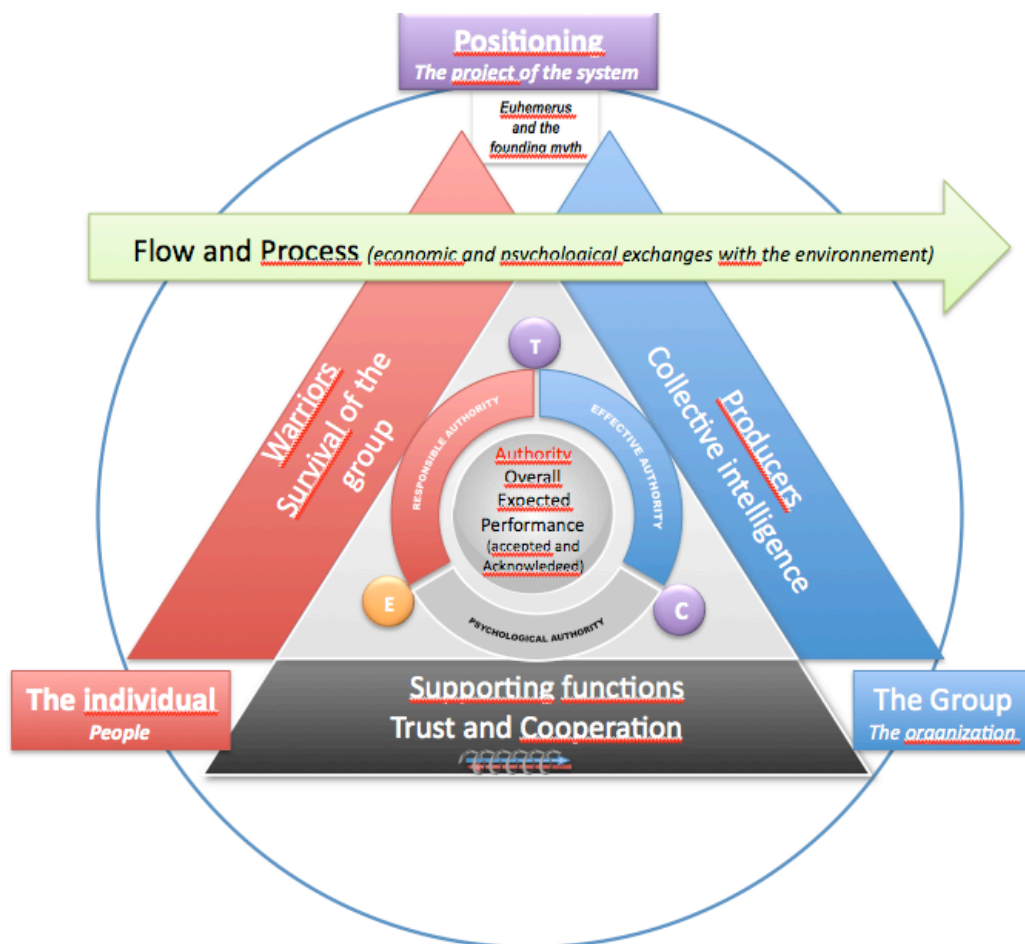 Positioning
The project of the system
Euhemerus
and the
founding myth
Flow and Process (economic and psychological exchanges with the environnement)
Warriors
Survival of the
group
Producers
Collective intelligence
T
RESPONSIBLE AUTHORITY
EFFECTIVE AUTHORITY
Authority
Overall
Expected
Performance
(accepted and
Acknowledged)
E
C
PSYCHOLOGICAL AUTHORITY
The individual
People
Supporting functions
Trust and Cooperation
The Group
The organization